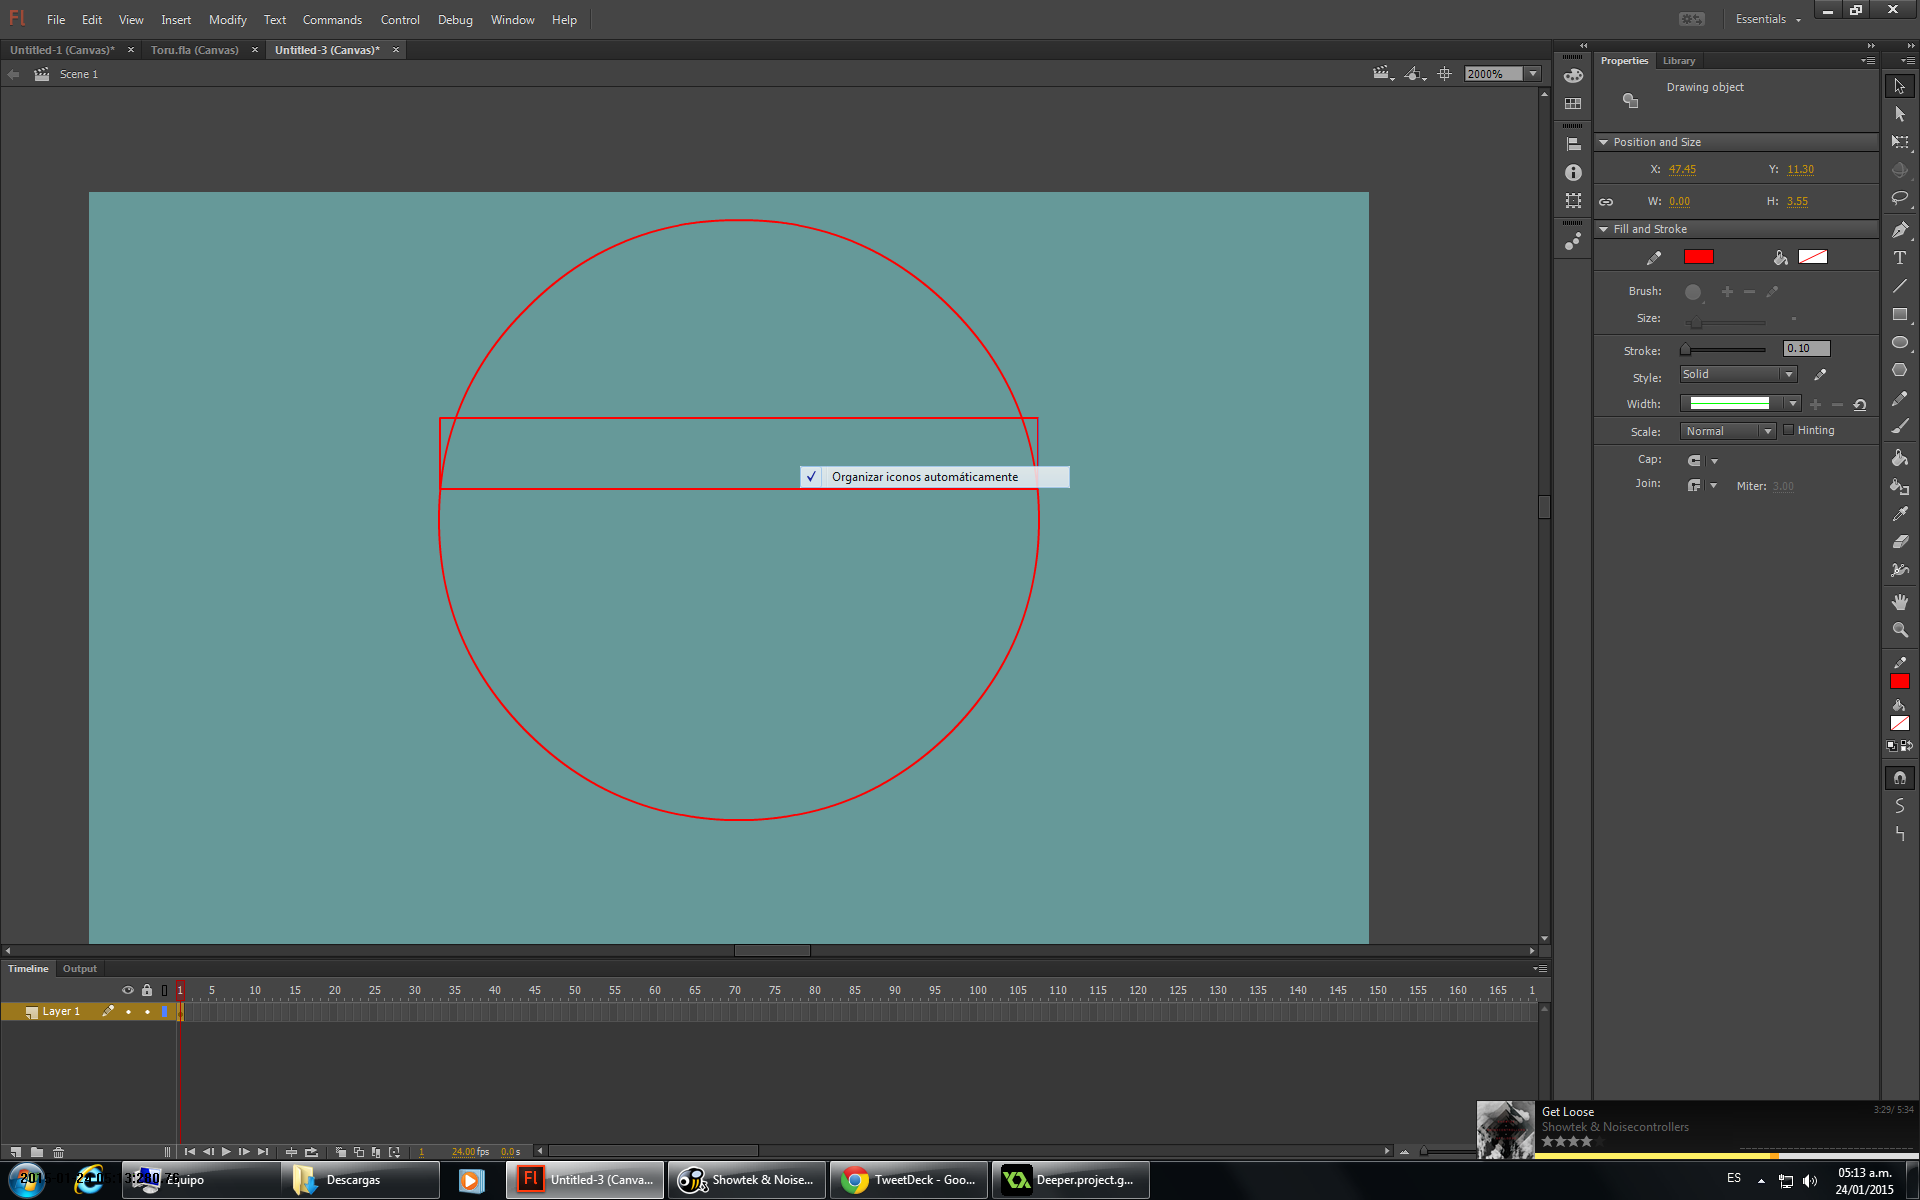 Fl File Edit View Insert Modify Text Commands Control Debug Window Help Essentials
Untitled-1 (Canvas)* Toru.fla (Canvas) Untitled-3 (Canvas)*
Scene 1 2000%
Properties Library
Drawing object
Position and Size
X: 47.45 Y: 11.30
W: 0.00 H: 3.55
Fill and Stroke
Brush:
Size: -
Stroke: 0.10
Style: Solid
Width:
Scale: Normal Hinting
Cap:
Join: Miter: 3.00
Organizar iconos automáticamente
Timeline Output
1 5 10 15 20 25 30 35 40 45 50 55 60 65 70 75 80 85 90 95 100 105 110 115 120 125 130 135 140 145 150 155 160 165 1
Layer 1
1 24.00 fps 0.0 s
Get Loose 3:29/ 5:34
Showtek & Noisecontrollers
Equipo Descargas Fl Untitled-3 (Canva... Showtek & Noise... TweetDeck - Goo... Deeper.project.g... ES 05:13 a.m.
24/01/2015